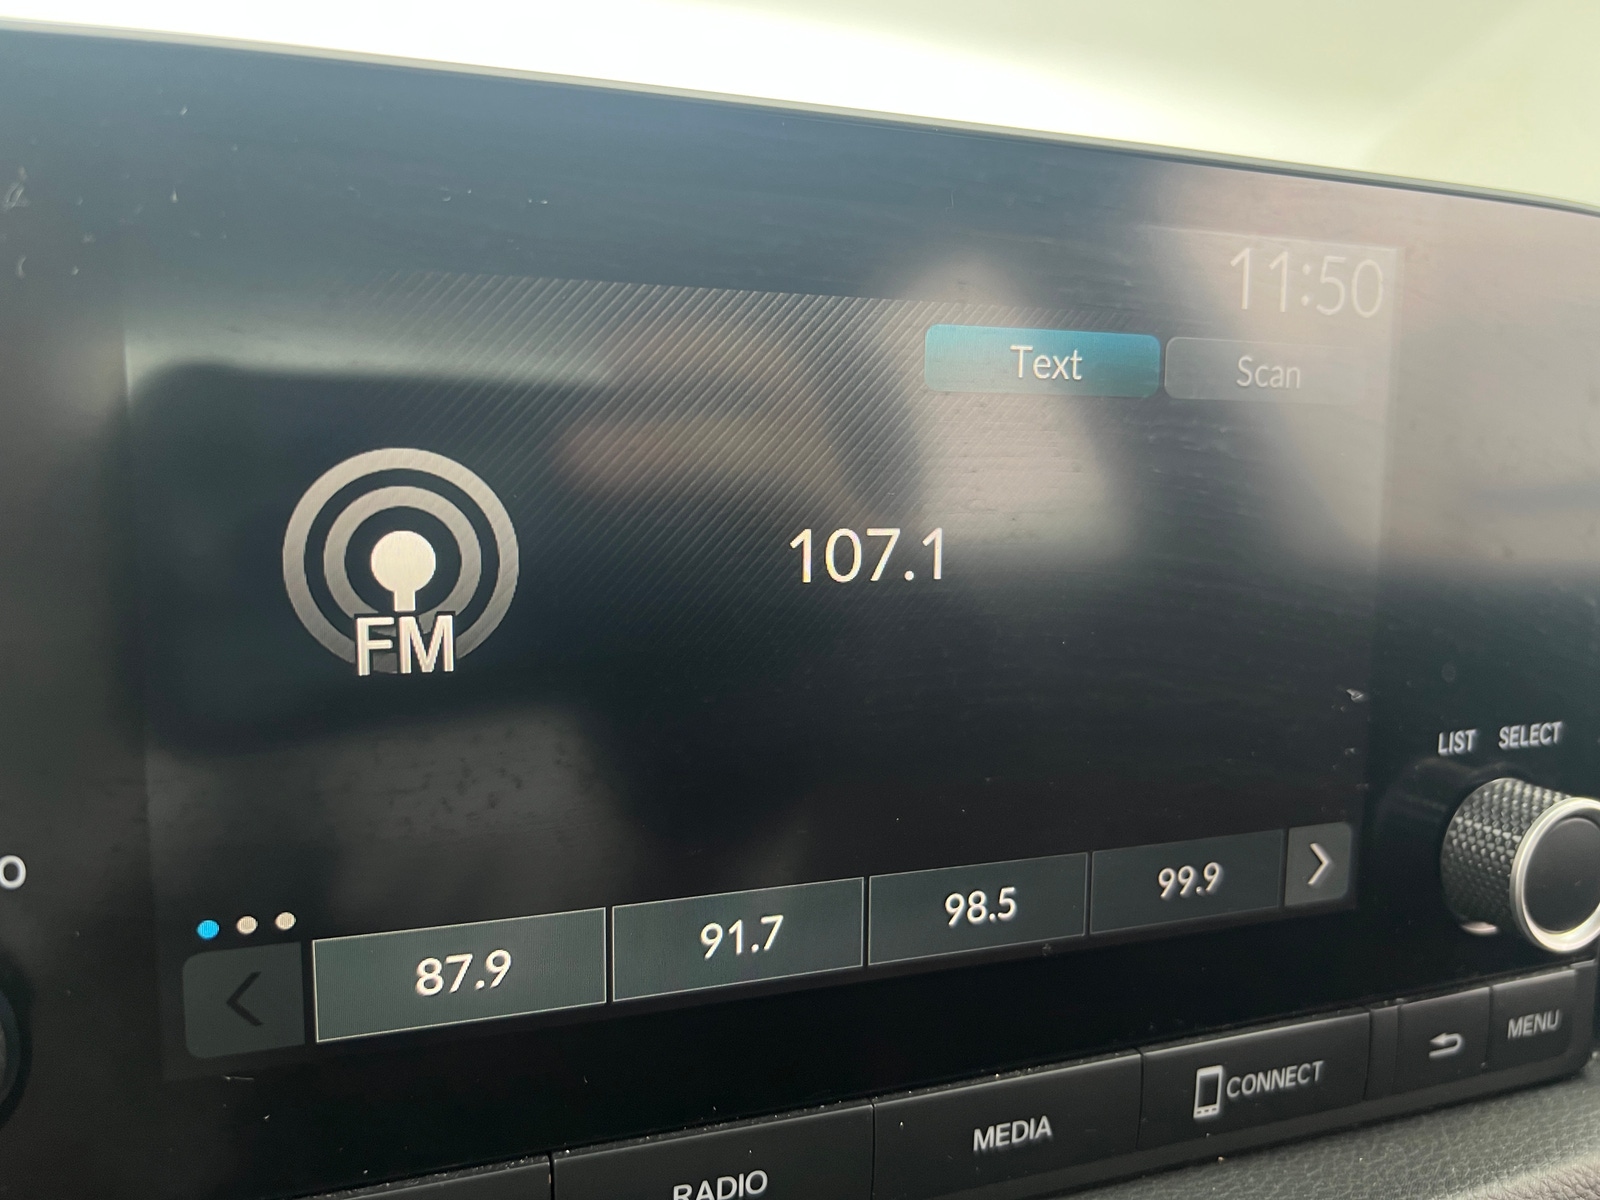 11:50
Text Scan
107.1
FM
LIST SELECT
87.9 91.7 98.5 99.9
RADIO MEDIA CONNECT MENU